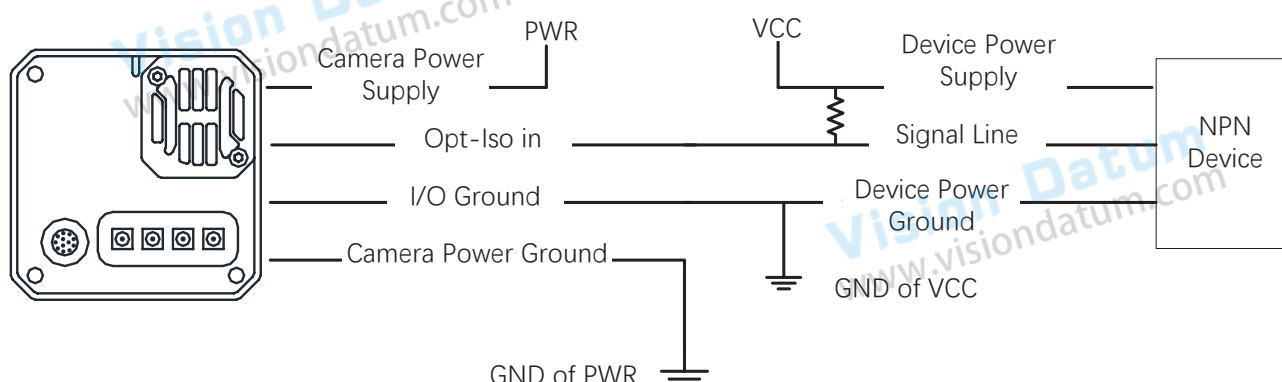 Vision Datum
www.visiondatum.com
PWR
VCC
Camera Power
Supply
Device Power
Supply
Opt-Iso in
Signal Line
NPN
Device
I/O Ground
Device Power
Ground
Vision Datum
www.visiondatum.com
Camera Power Ground
GND of VCC
GND of PWR